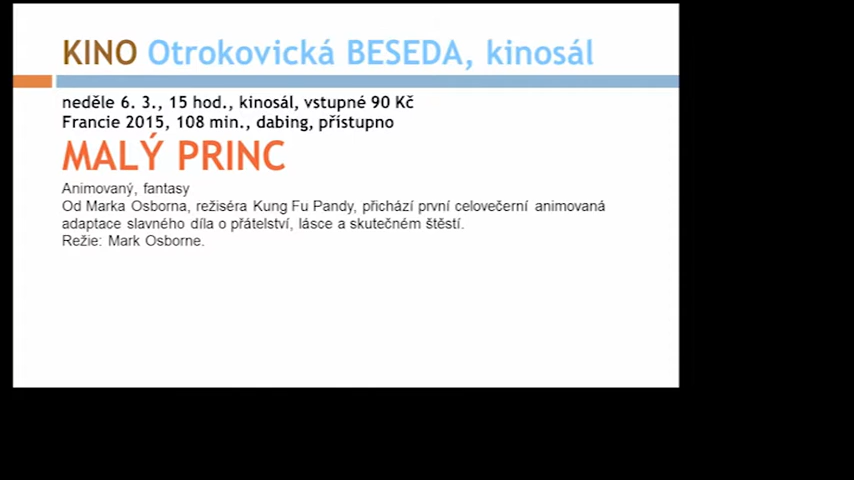 KINO Otrokovická BESEDA, kinosál
neděle 6. 3., 15 hod., kinosál, vstupné 90 Kč
Francie 2015, 108 min., dabing, přístupno
MALÝ PRINC
Animovaný, fantasy
Od Marka Osborna, režiséra Kung Fu Pandy, přichází první celovečerní animovaná
adaptace slavného díla o přátelství, lásce a skutečném štěstí.
Režie: Mark Osborne.